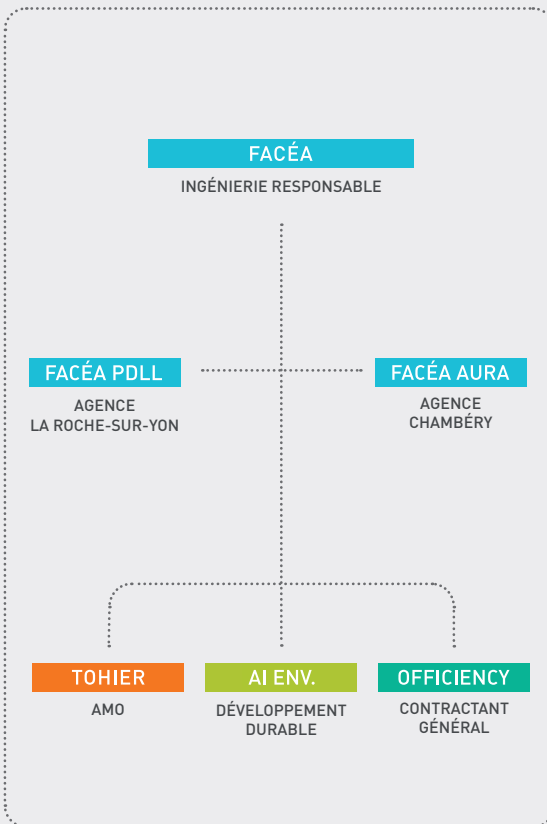 FACÉA
INGÉNIERIE RESPONSABLE
FACÉA PDLL
AGENCE
LA ROCHE-SUR-YON
FACÉA AURA
AGENCE
CHAMBÉRY
TOHIER
AMO
AI ENV.
DÉVELOPPEMENT
DURABLE
OFFICIENCY
CONTRACTANT
GÉNÉRAL